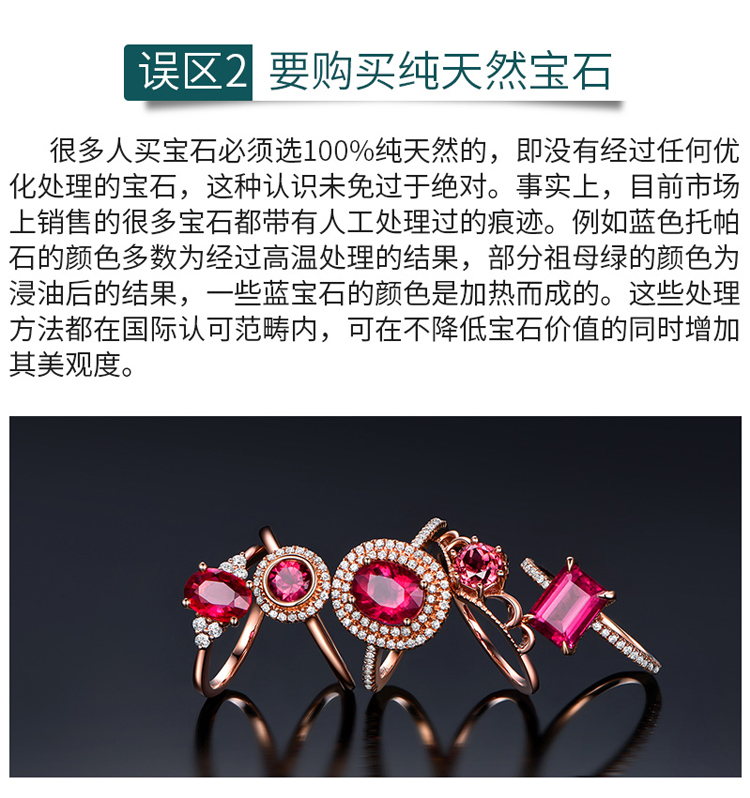 误区2 要购买纯天然宝石
很多人买宝石必须选100%纯天然的，即没有经过任何优
化处理的宝石，这种认识未免过于绝对。事实上，目前市场
上销售的很多宝石都带有人工处理过的痕迹。例如蓝色托帕
石的颜色多数为经过高温处理的结果，部分祖母绿的颜色为
浸油后的结果，一些蓝宝石的颜色是加热而成的。这些处理
方法都在国际认可范畴内，可在不降低宝石价值的同时增加
其美观度。